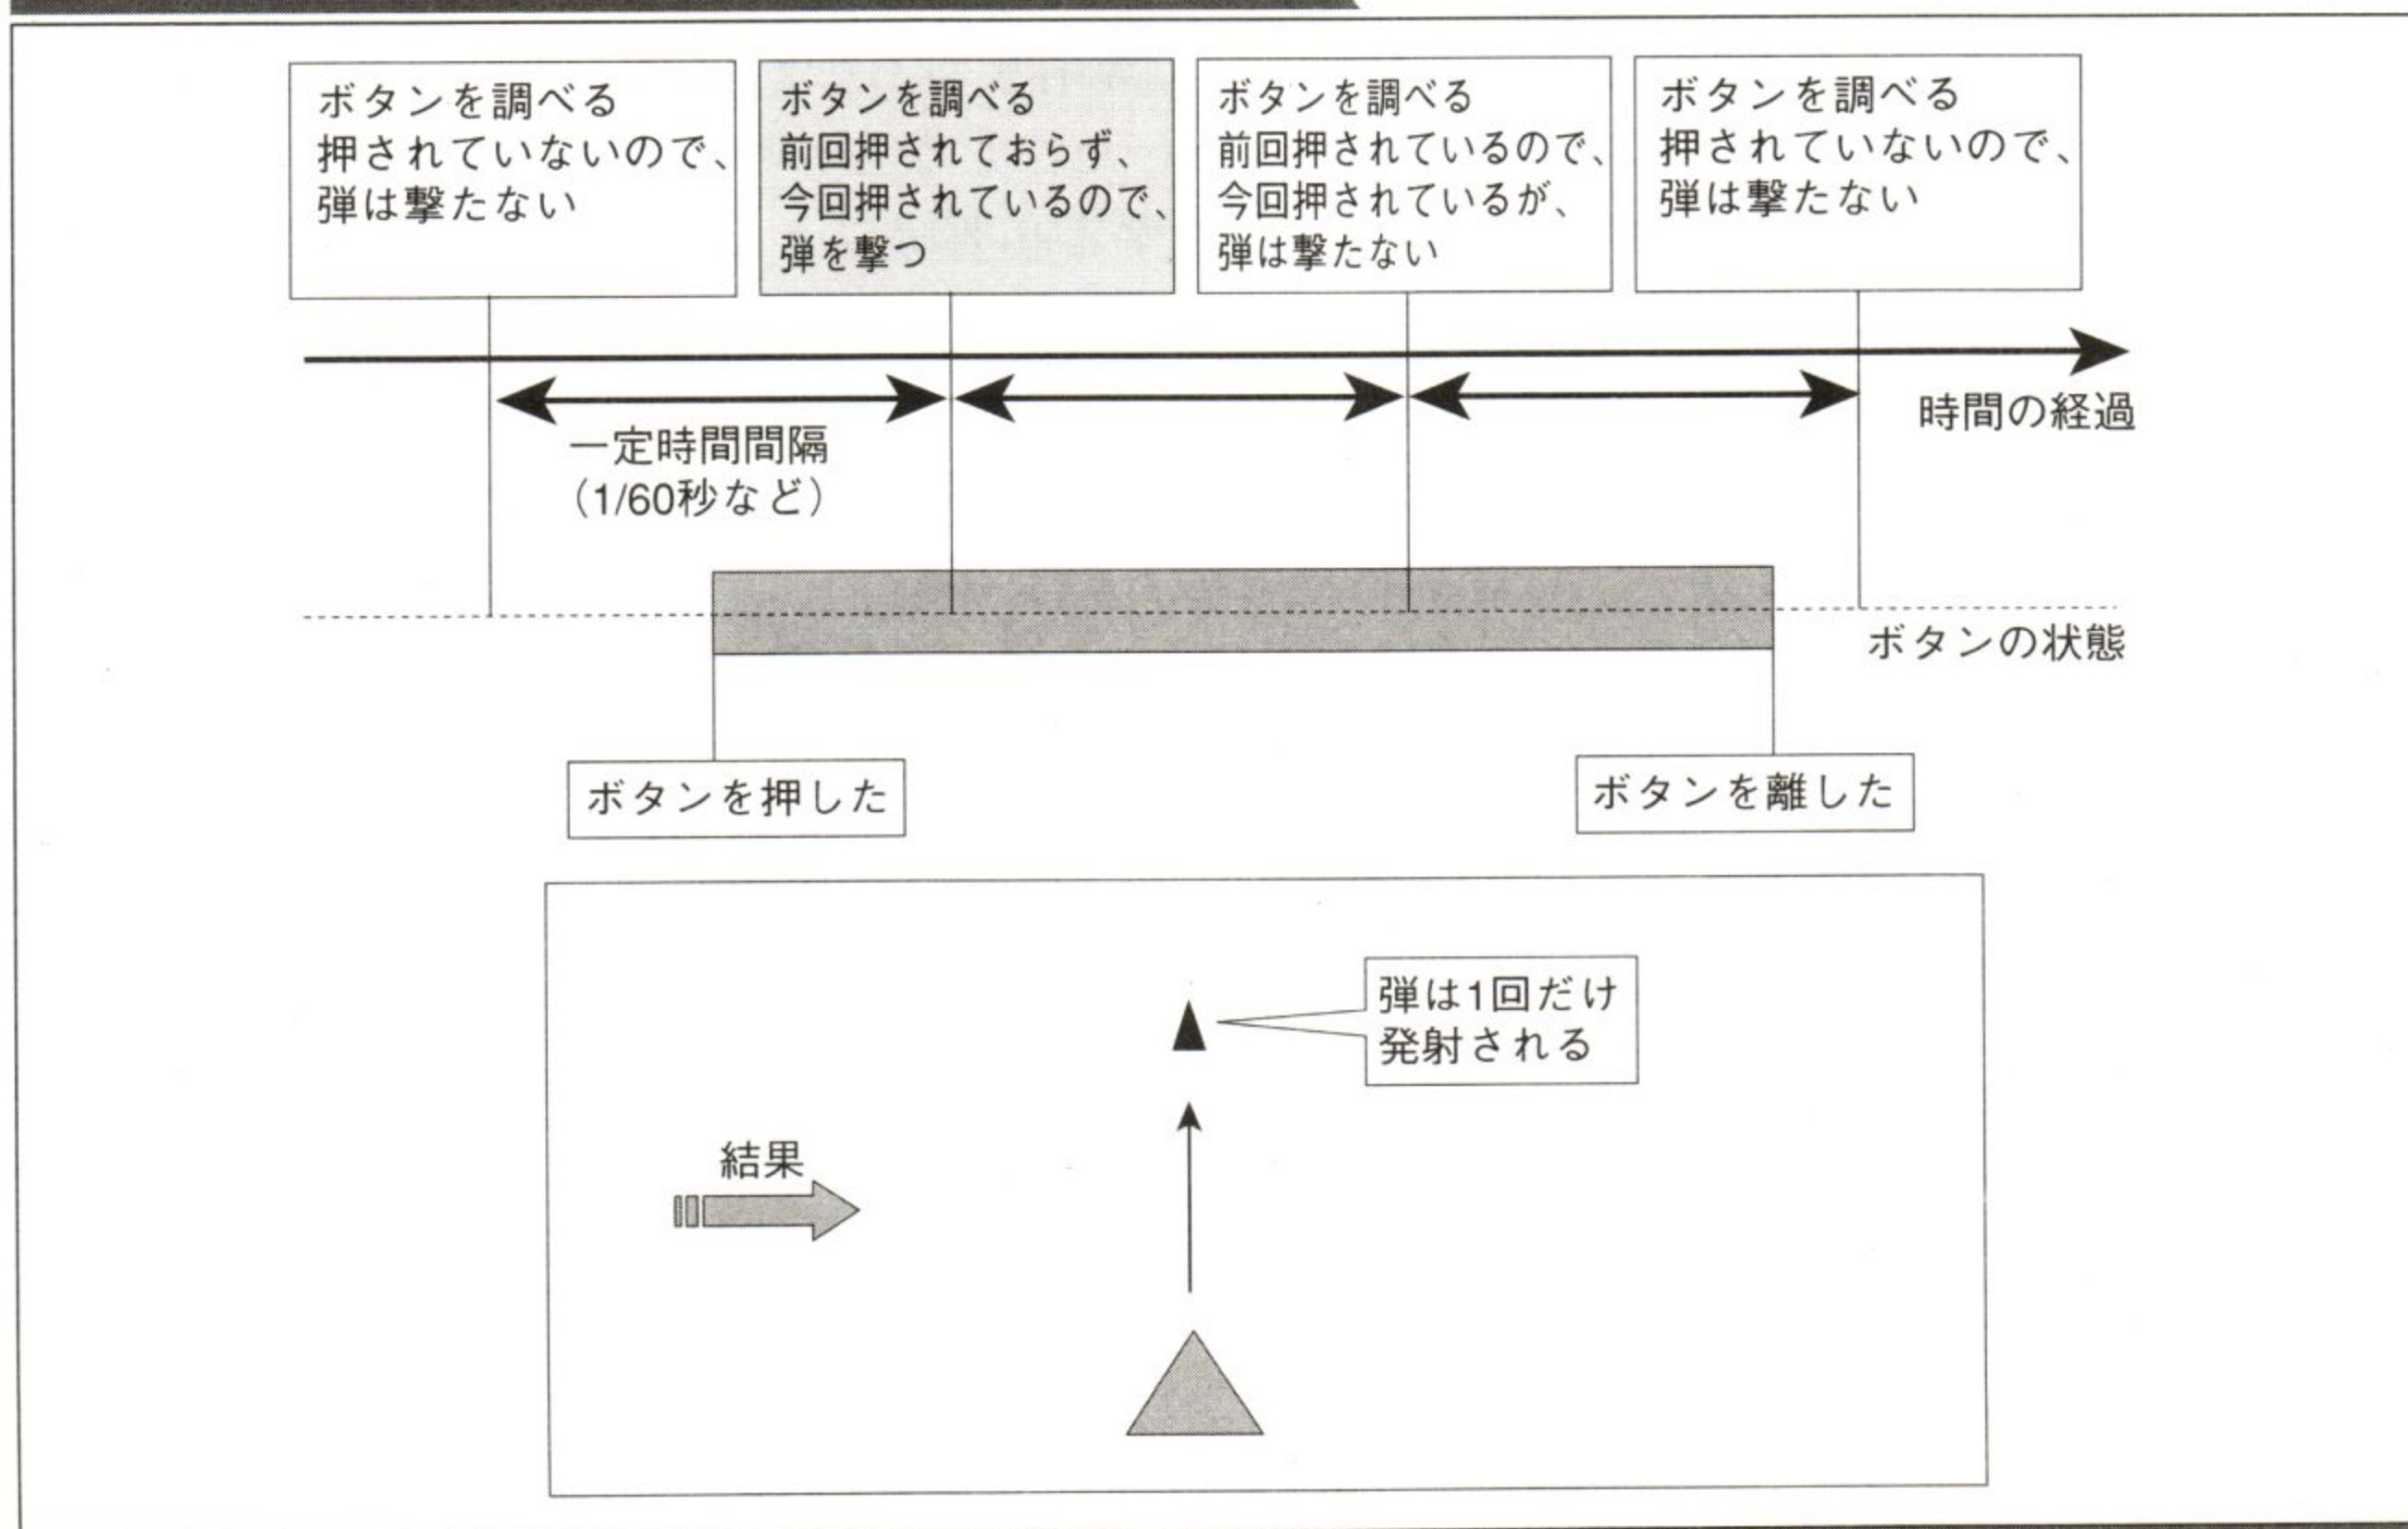 ボタンを調べる
押されていないので、
弾は撃たない
ボタンを調べる
前回押されておらず、
今回押されているので、
弾を撃つ
ボタンを調べる
前回押されているので、
今回押されているが、
弾は撃たない
ボタンを調べる
押されていないので、
弾は撃たない
時間の経過
一定時間間隔
（1/60秒など）
ボタンの状態
ボタンを押した
ボタンを離した
弾は1回だけ
発射される
結果